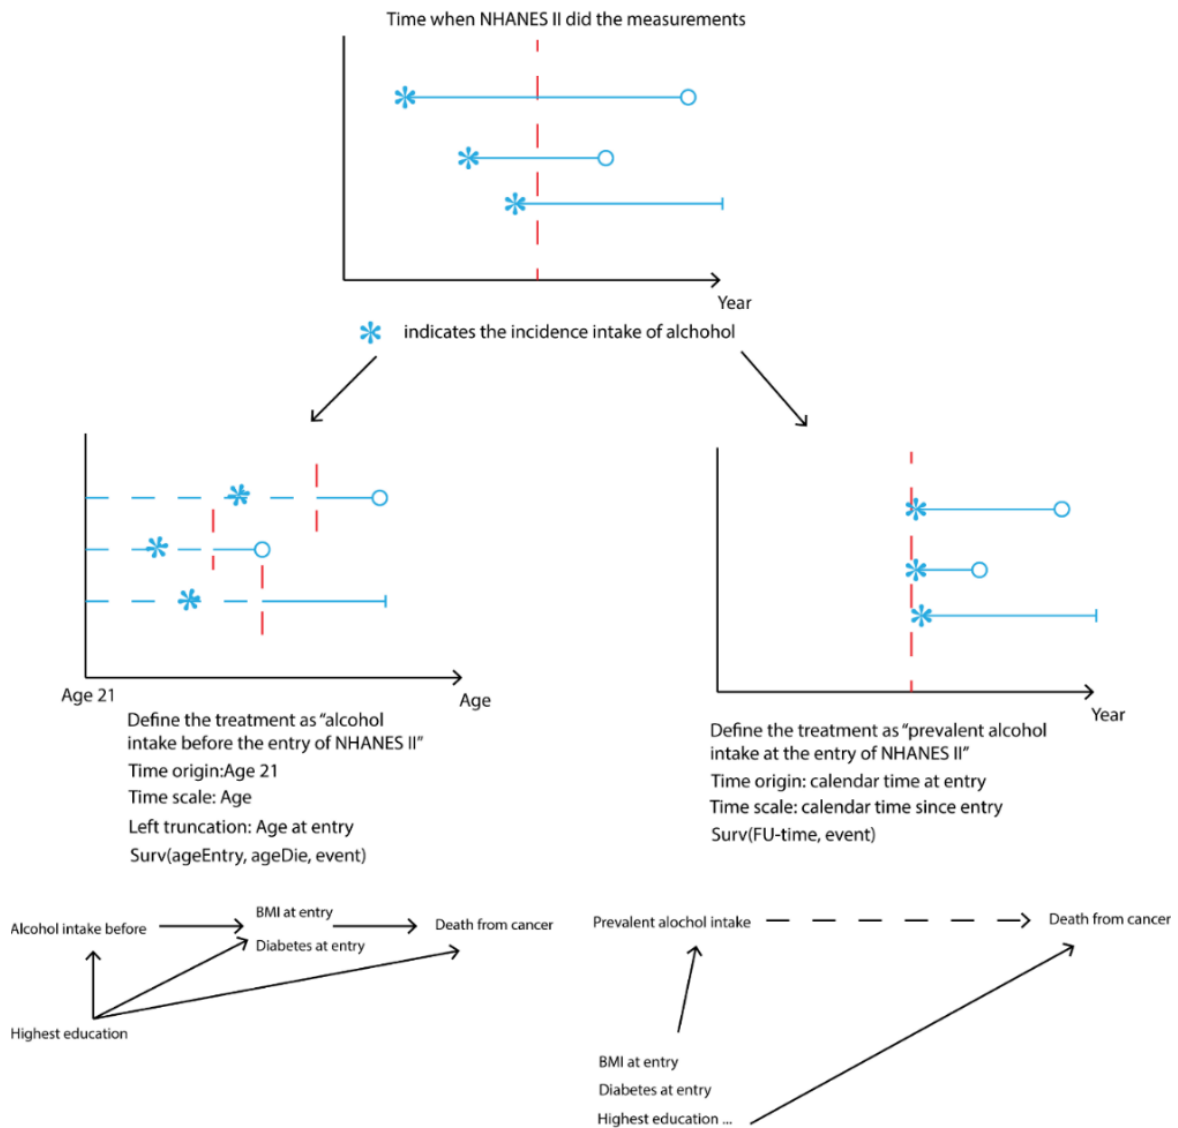 Time when NHANES II did the measurements
Year
indicates the incidence intake of alchohol
Age 21
Age
Define the treatment as “alcohol
intake before the entry of NHANES II”
Time origin:Age 21
Time scale: Age
Left truncation: Age at entry
Surv(ageEntry, ageDie, event)
Year
Define the treatment as “prevalent alcohol
intake at the entry of NHANES II”
Time origin: calendar time at entry
Time scale: calendar time since entry
Surv(FU-time, event)
Alcohol intake before
BMI at entry
Diabetes at entry
Death from cancer
Highest education
Prevalent alochol intake
Death from cancer
BMI at entry
Diabetes at entry
Highest education ...